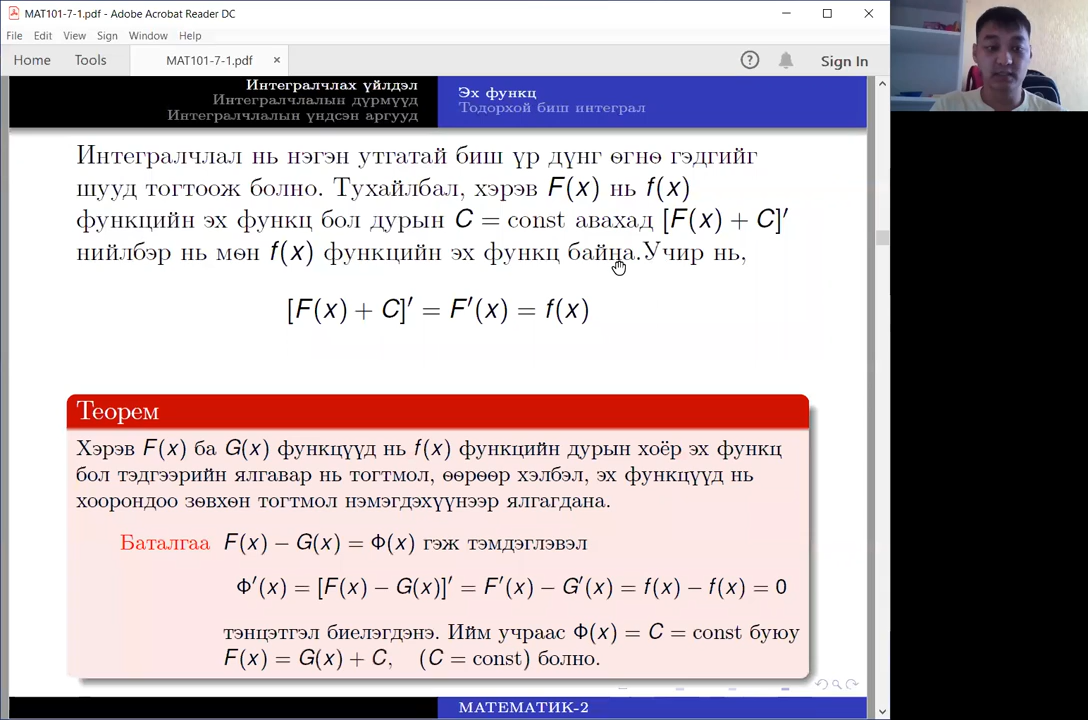 MAT101-7-1.pdf - Adobe Acrobat Reader DC
File Edit View Sign Window Help
Home Tools MAT101-7-1.pdf × ? Sign In
Интегралчлах үйлдэл
Интегралчлалын дүрмүүд
Интегралчлалын үндсэн аргууд
Эх функц
Тодорхой биш интеграл
Интегралчлал нь нэгэн утгатай биш үр дүнг өгнө гэдгийг
шууд тогтоож болно. Тухайлбал, хэрэв F(x) нь f(x)
функцийн эх функц бол дурын C = const авахад [F(x) + C]′
нийлбэр нь мөн f(x) функцийн эх функц байна.Учир нь,
[F(x) + C]′ = F′(x) = f(x)
Теорем
Хэрэв F(x) ба G(x) функцүүд нь f(x) функцийн дурын хоёр эх функц
бол тэдгээрийн ялгавар нь тогтмол, өөрөөр хэлбэл, эх функцүүд нь
хоорондоо зөвхөн тогтмол нэмэгдэхүүнээр ялгагдана.
Баталгаа F(x) − G(x) = Φ(x) гэж тэмдэглэвэл
Φ′(x) = [F(x) − G(x)]′ = F′(x) − G′(x) = f(x) − f(x) = 0
тэнцэтгэл биелэгдэнэ. Ийм учраас Φ(x) = C = const буюу
F(x) = G(x) + C, (C = const) болно.
МАТЕМАТИК-2